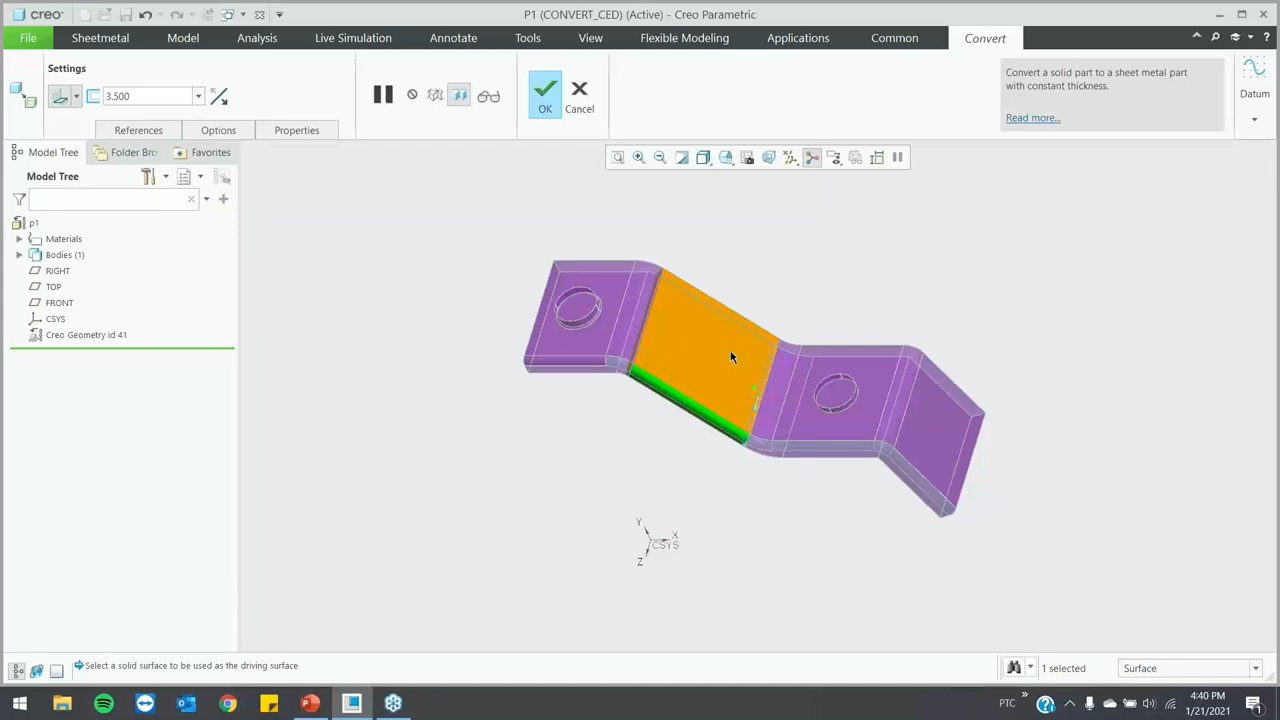 creo
P1 (CONVERT_CED) (Active) - Creo Parametric
File
Sheetmetal
Model
Analysis
Live Simulation
Annotate
Tools
View
Flexible Modeling
Applications
Common
Convert
Settings
3.500
OK
Cancel
References
Options
Properties
Convert a solid part to a sheet metal part
with constant thickness.
Read more...
Datum
Model Tree
Folder Bro
Favorites
Model Tree
p1
Materials
Bodies (1)
RIGHT
TOP
FRONT
CSYS
Creo Geometry id 41
Y
X
CSYS
Z
Select a solid surface to be used as the driving surface
1 selected
Surface
PTC
4:40 PM
1/21/2021